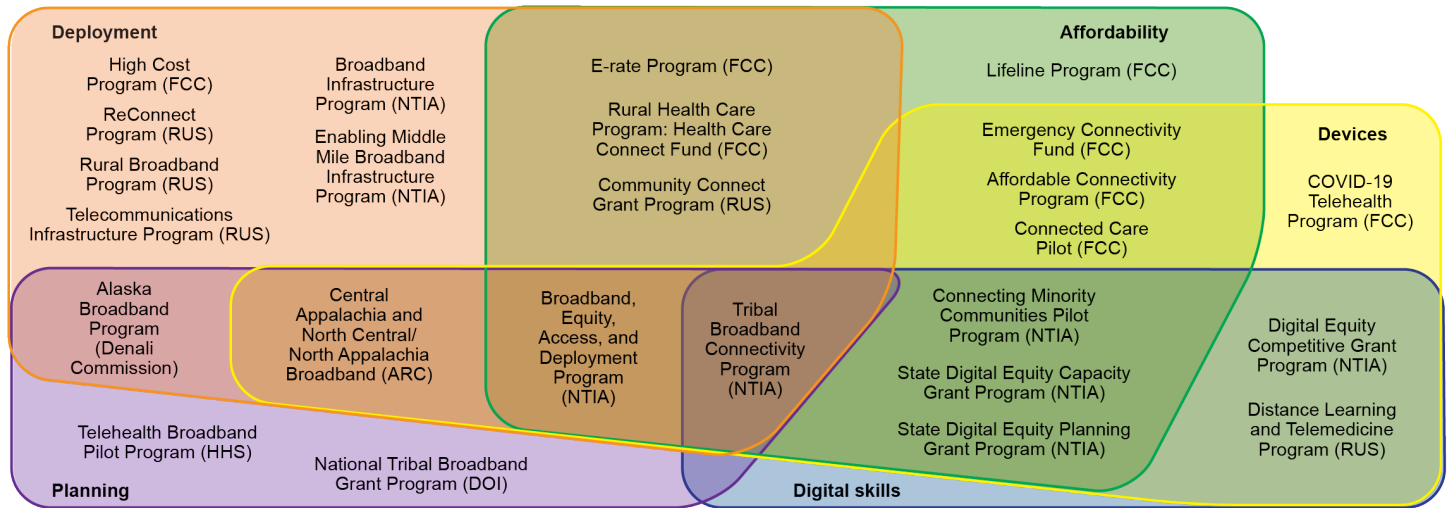 Deployment
High Cost
Program (FCC)
ReConnect
Program (RUS)
Rural Broadband
Program (RUS)
Telecommunications
Infrastructure Program (RUS)
Broadband
Infrastructure
Program (NTIA)
Enabling Middle
Mile Broadband
Infrastructure
Program (NTIA)
E-rate Program (FCC)
Rural Health Care
Program: Health Care
Connect Fund (FCC)
Community Connect
Grant Program (RUS)
Affordability
Lifeline Program (FCC)
Emergency Connectivity
Fund (FCC)
Affordable Connectivity
Program (FCC)
Connected Care
Pilot (FCC)
Devices
COVID-19
Telehealth
Program (FCC)
Alaska
Broadband
Program
(Denali
Commission)
Central
Appalachia and
North Central/
North Appalachia
Broadband (ARC)
Broadband,
Equity,
Access, and
Deployment
Program
(NTIA)
Tribal
Broadband
Connectivity
Program
(NTIA)
Connecting Minority
Communities Pilot
Program (NTIA)
State Digital Equity Capacity
Grant Program (NTIA)
State Digital Equity Planning
Grant Program (NTIA)
Digital Equity
Competitive Grant
Program (NTIA)
Distance Learning
and Telemedicine
Program (RUS)
Telehealth Broadband
Pilot Program (HHS)
National Tribal Broadband
Grant Program (DOI)
Planning
Digital skills